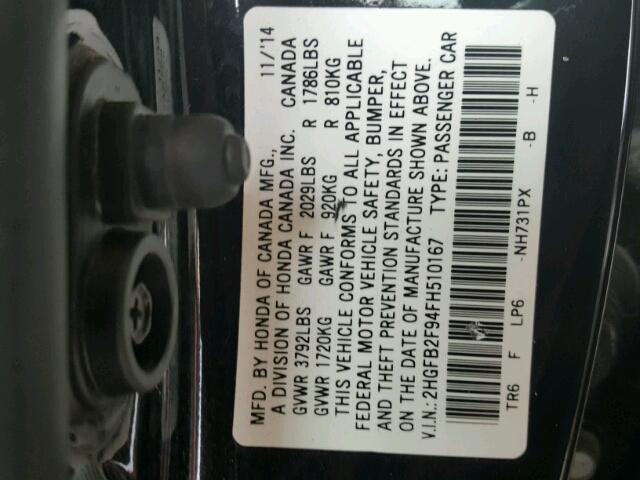 MFD. BY HONDA OF CANADA MFG., 11/'14
A DIVISION OF HONDA CANADA INC. CANADA
GVWR 3792LBS GAWR F 2029LBS R 1786LBS
GVWR 1720KG GAWR F 920KG R 810KG
THIS VEHICLE CONFORMS TO ALL APPLICABLE
FEDERAL MOTOR VEHICLE SAFETY, BUMPER,
AND THEFT PREVENTION STANDARDS IN EFFECT
ON THE DATE OF MANUFACTURE SHOWN ABOVE.
V.I.N.: 2HGFB2F94FH510167 TYPE: PASSENGER CAR
TR6 F LP6 -NH731PX -B -H